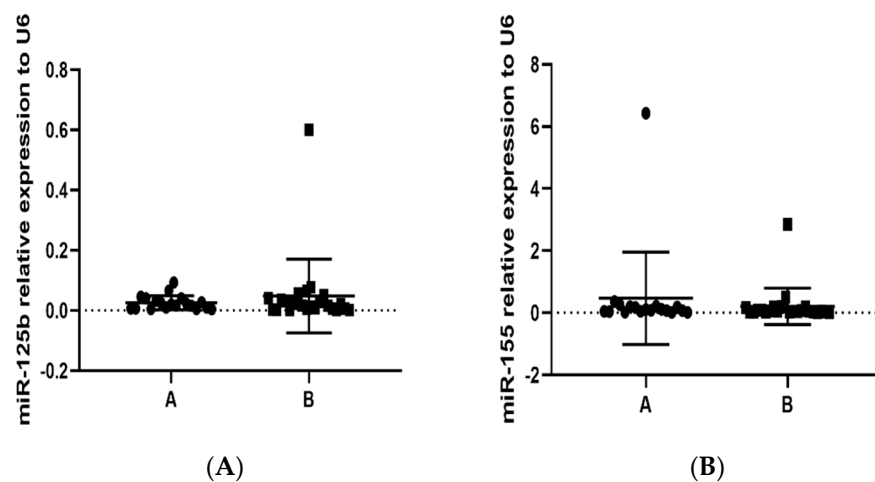 miR-125b relative expression to U6
0.8
0.6
0.4
0.2
0.0
-0.2
A
B
(A)
miR-155 relative expression to U6
8
6
4
2
0
-2
A
B
(B)